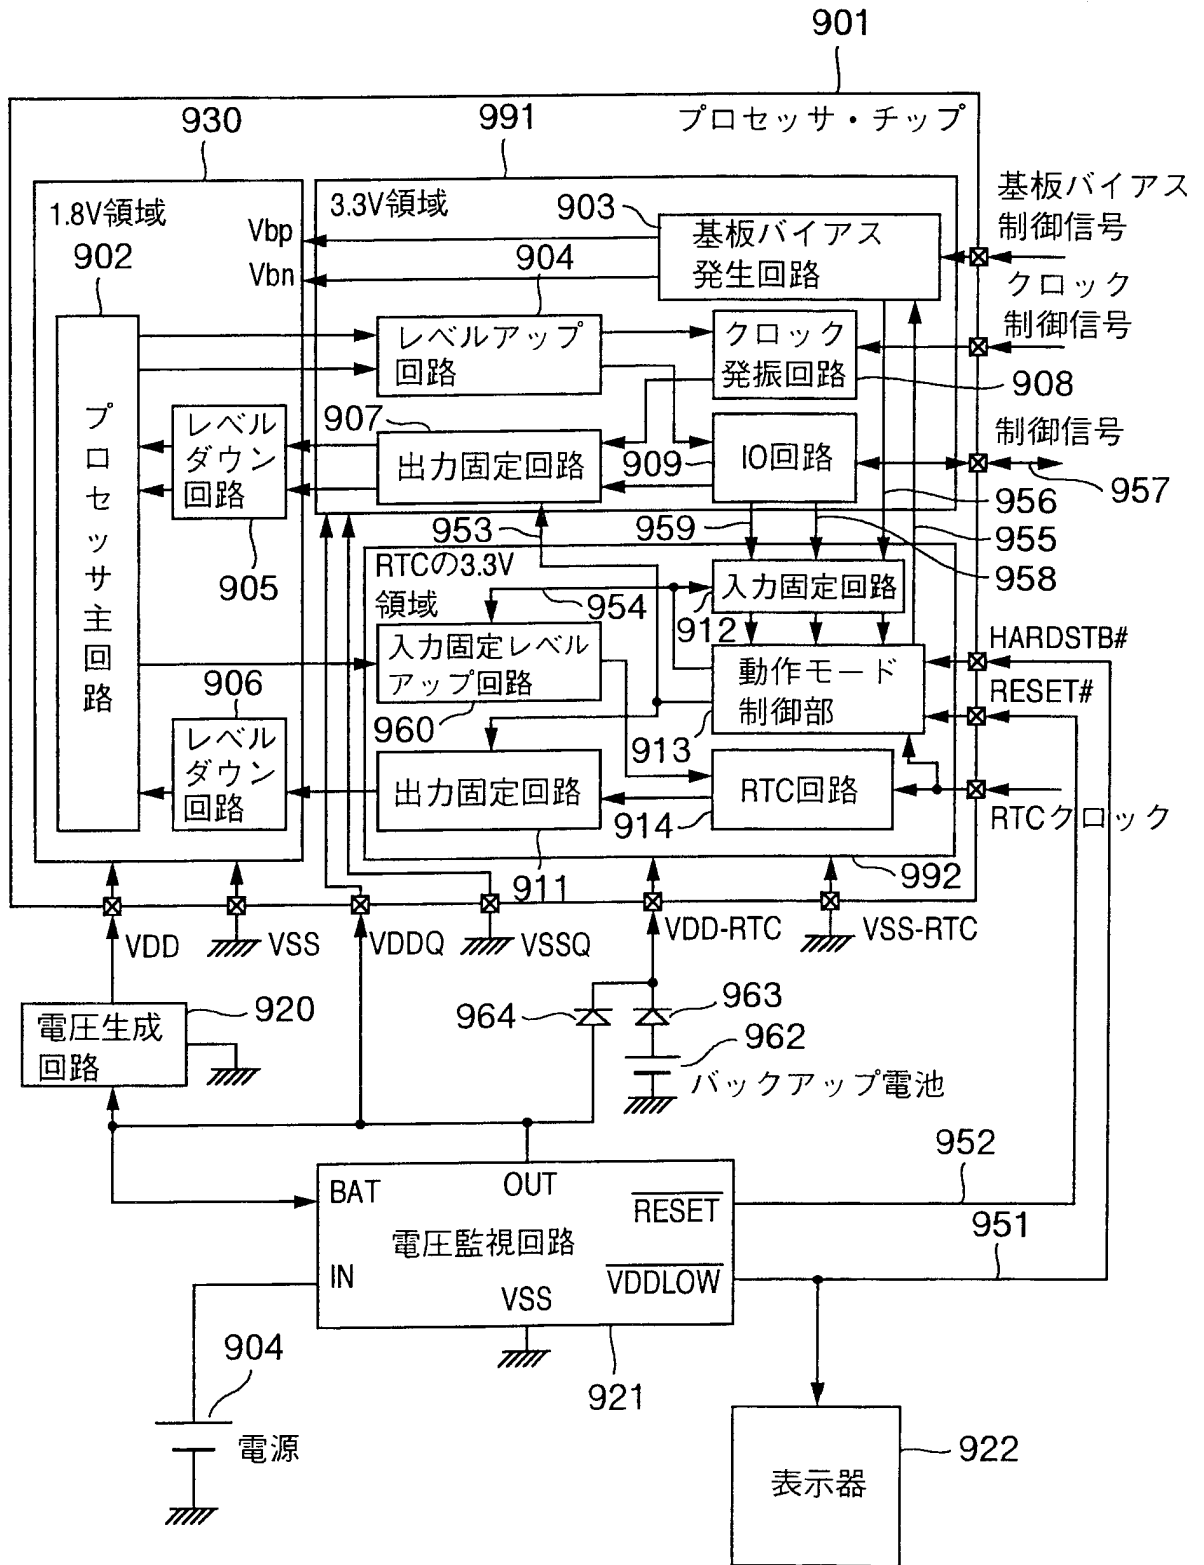 901
プロセッサ・チップ
930
991
1.8V領域
3.3V領域
903
基板バイアス
制御信号
Vbp
Vbn
902
904
基板バイアス
発生回路
クロック
制御信号
レベルアップ
回路
クロック
発振回路
908
プロセッサ主回路
レベル
ダウン
回路
907
出力固定回路
909
IO回路
制御信号
957
905
953
959
956
955
958
RTCの3.3V
領域
954
912
入力固定回路
入力固定レベル
アップ回路
動作モード
制御部
HARDSTB#
RESET#
906
960
913
レベル
ダウン
回路
出力固定回路
RTC回路
914
RTCクロック
911
992
VDD
VSS
VDDQ
VSSQ
VDD-RTC
VSS-RTC
電圧生成
回路
920
964
963
962
バックアップ電池
952
BAT
OUT
RESET
951
電圧監視回路
IN
VDDLOW
VSS
904
921
電源
922
表示器